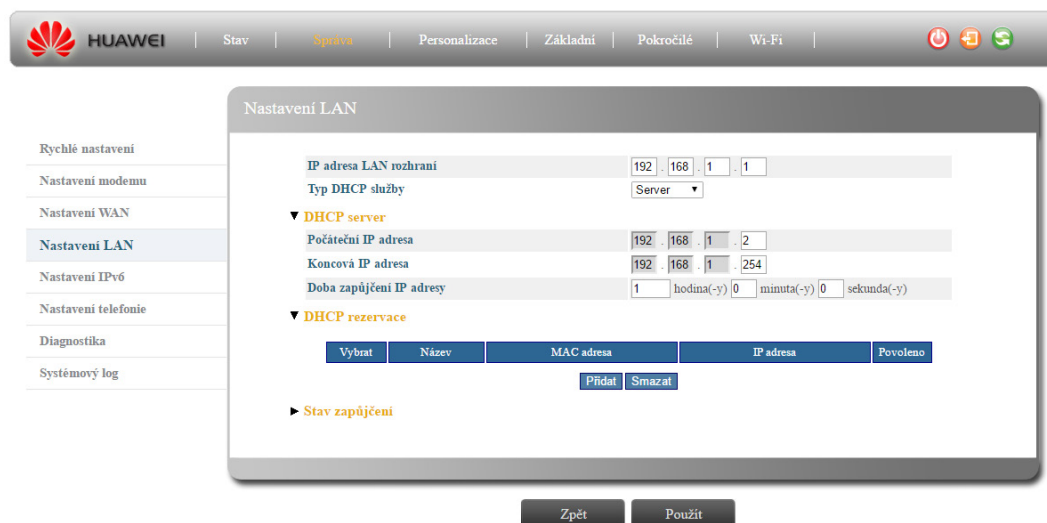 HUAWEI | Stav | Správa | Personalizace | Základní | Pokročilé | Wi-Fi |
Nastavení LAN
Rychlé nastavení
Nastavení modemu
Nastavení WAN
Nastavení LAN
Nastavení IPv6
Nastavení telefonie
Diagnostika
Systémový log
IP adresa LAN rozhraní 192 . 168 . 1 . 1
Typ DHCP služby Server
DHCP server
Počáteční IP adresa 192 . 168 . 1 . 2
Koncová IP adresa 192 . 168 . 1 . 254
Doba zapůjčení IP adresy 1 hodina(-y) 0 minuta(-y) 0 sekunda(-y)
DHCP rezervace
Vybrat Název MAC adresa IP adresa Povoleno
Přidat Smazat
Stav zapůjčení
Zpět Použít